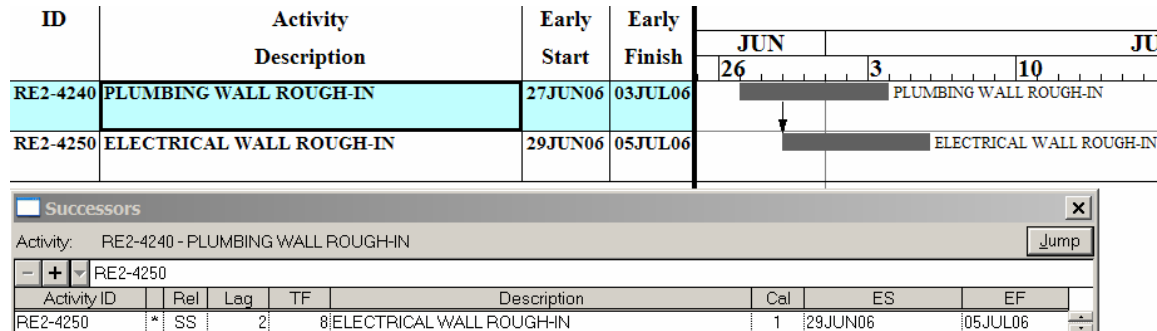 ID Activity Description Early Start Early Finish
JUN JU
26 3 10
RE2-4240 PLUMBING WALL ROUGH-IN 27JUN06 03JUL06 PLUMBING WALL ROUGH-IN
RE2-4250 ELECTRICAL WALL ROUGH-IN 29JUN06 05JUL06 ELECTRICAL WALL ROUGH-IN
Successors
Activity: RE2-4240 - PLUMBING WALL ROUGH-IN Jump
RE2-4250
Activity ID Rel Lag TF Description Cal ES EF
RE2-4250 * SS 2 8 ELECTRICAL WALL ROUGH-IN 1 29JUN06 05JUL06